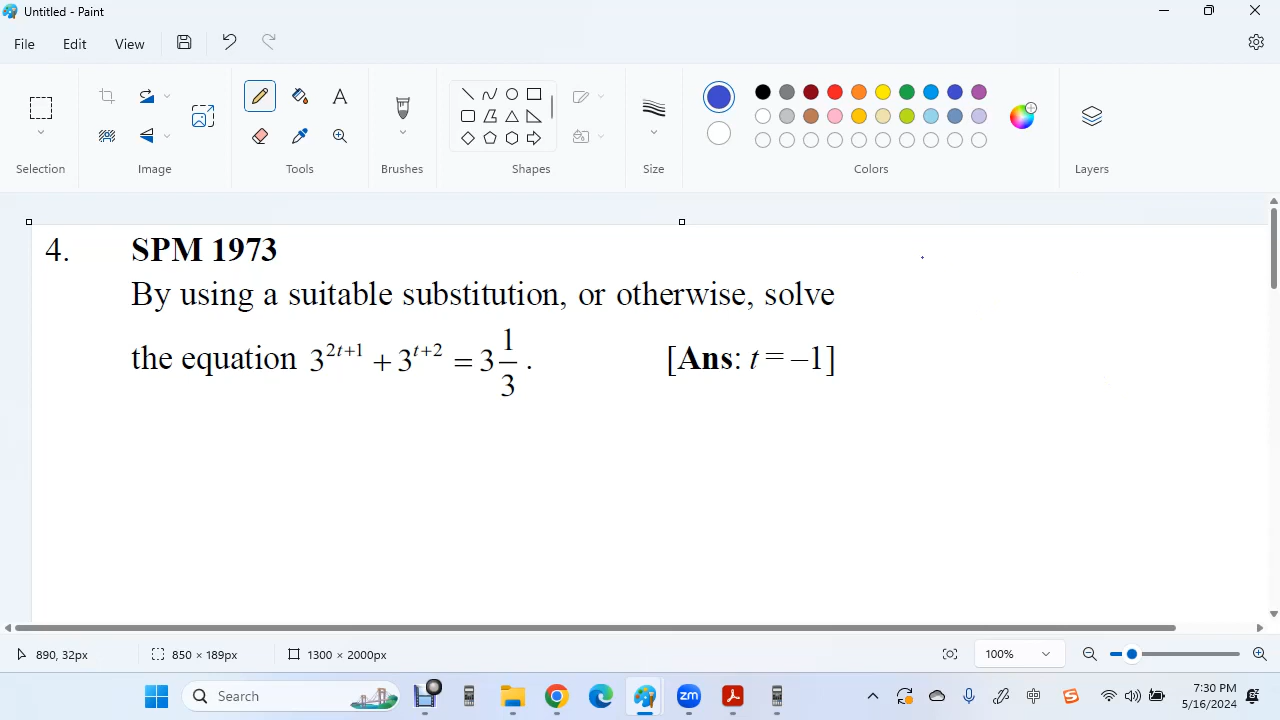 Untitled - Paint
File Edit View
Selection Image Tools Brushes Shapes Size Colors Layers
4. SPM 1973
By using a suitable substitution, or otherwise, solve
the equation 3^{2t+1} + 3^{t+2} = 3 1/3 . [Ans: t = –1]
890, 32px 850 × 189px 1300 × 2000px 100%
Search zm 7:30 PM
5/16/2024